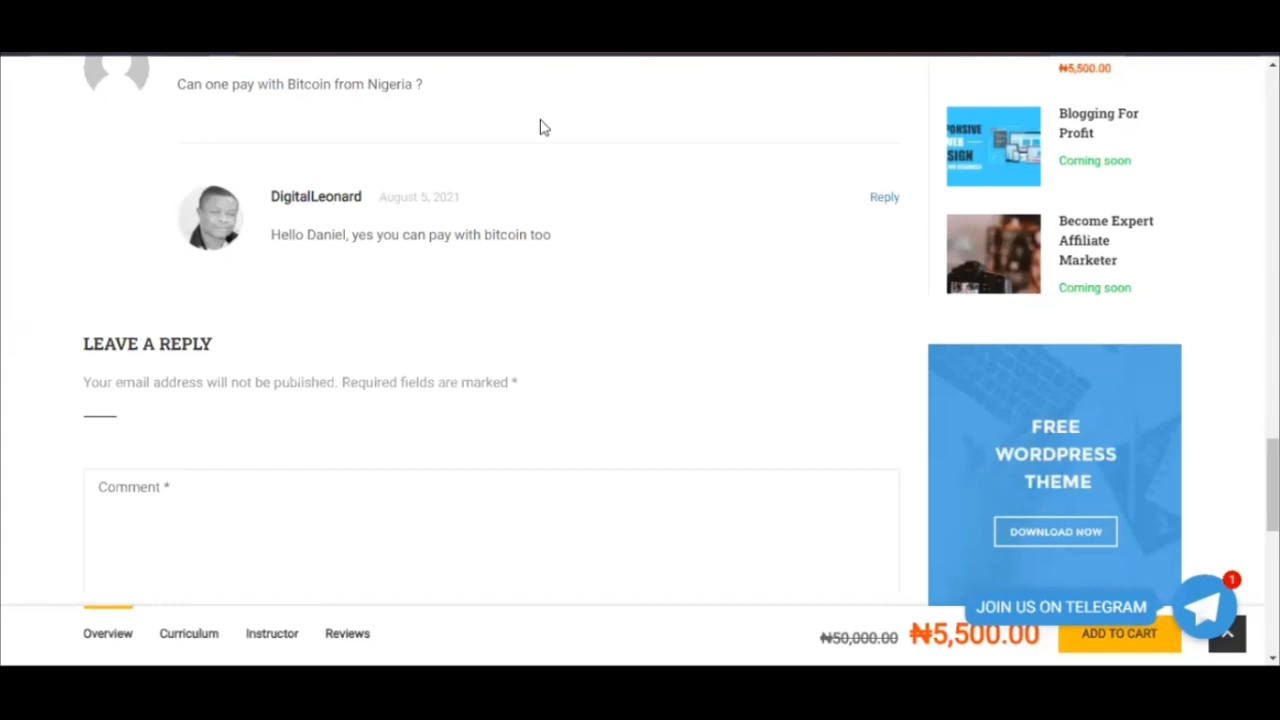 Can one pay with Bitcoin from Nigeria ?
DigitalLeonard August 5, 2021 Reply
Hello Daniel, yes you can pay with bitcoin too
LEAVE A REPLY
Your email address will not be published. Required fields are marked *
Comment *
₦5,500.00
ONSIVE
SIGN
Blogging For
Profit
Coming soon
Become Expert
Affiliate
Marketer
Coming soon
FREE
WORDPRESS
THEME
DOWNLOAD NOW
1
JOIN US ON TELEGRAM
Overview Curriculum Instructor Reviews ₦50,000.00 ₦5,500.00 ADD TO CART